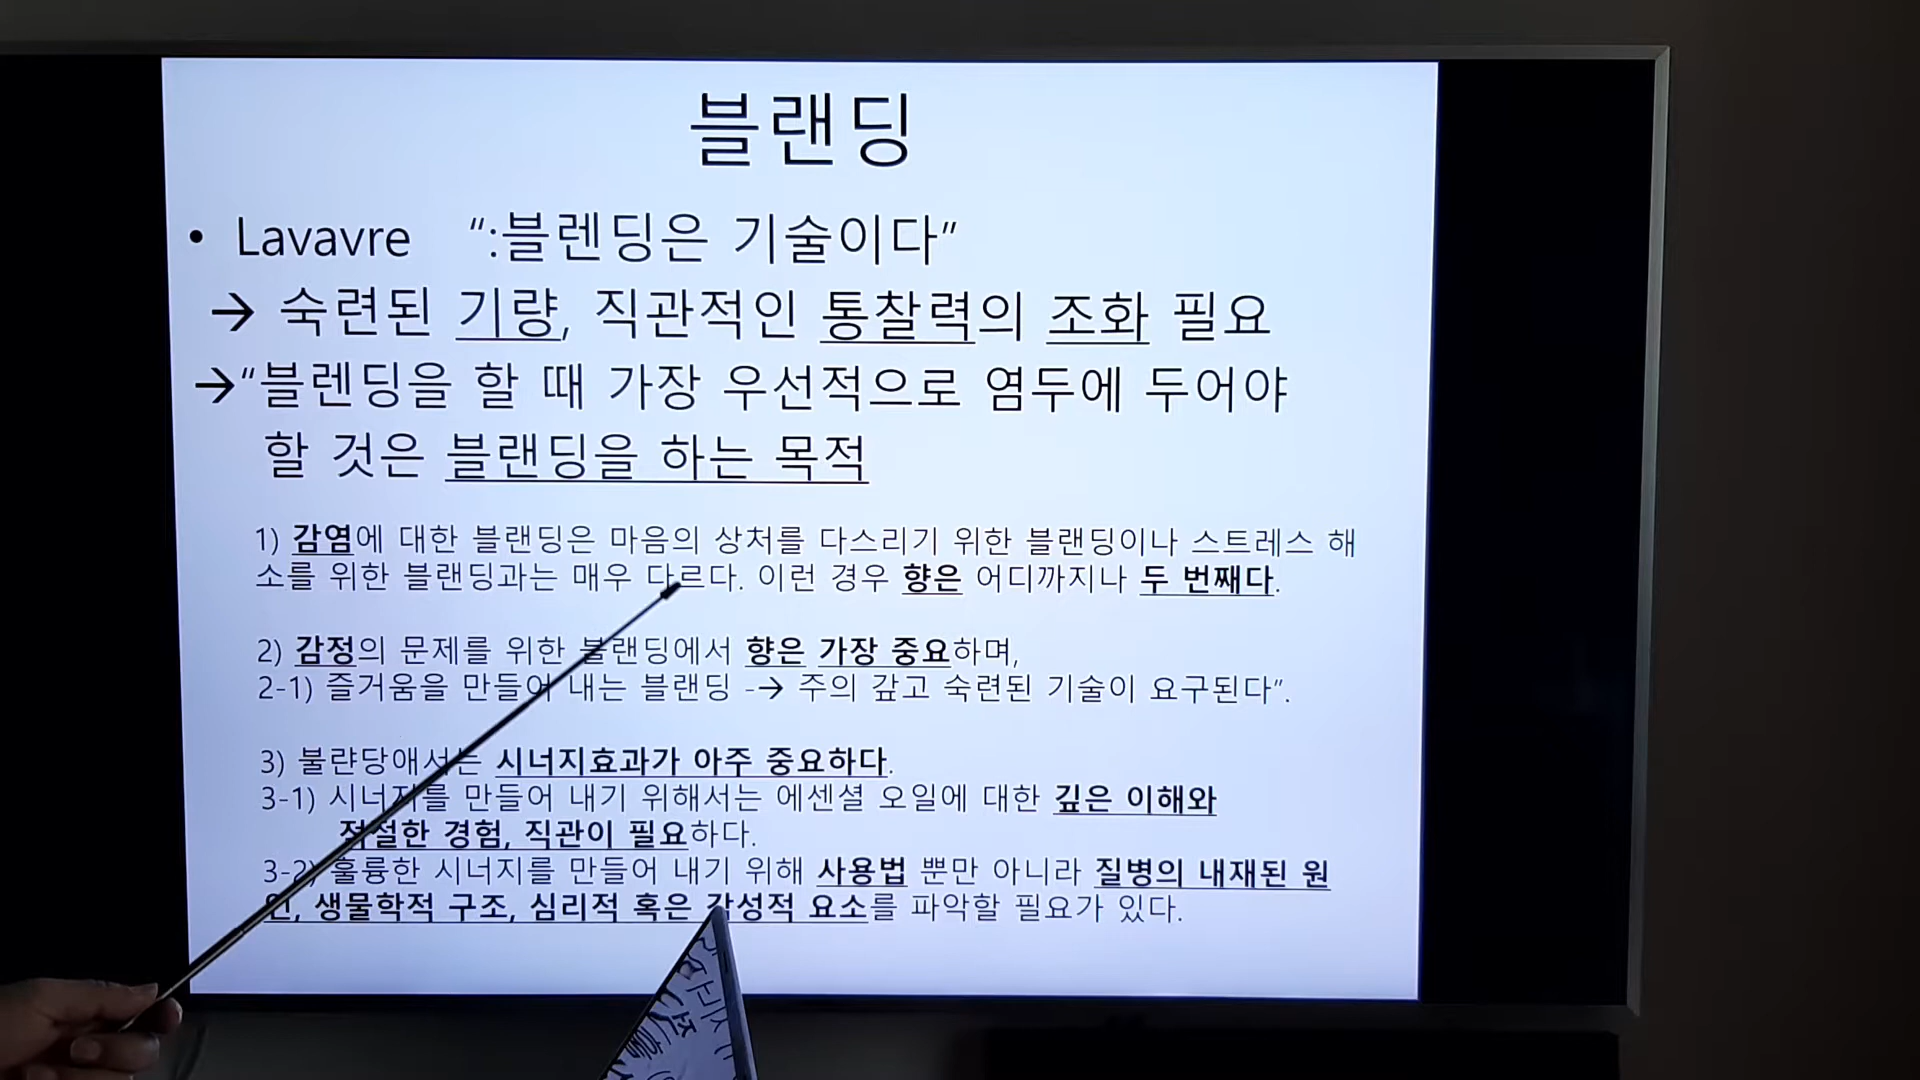 블랜딩
• Lavavre “:블렌딩은 기술이다”
→ 숙련된 기량, 직관적인 통찰력의 조화 필요
→“블렌딩을 할 때 가장 우선적으로 염두에 두어야
할 것은 블랜딩을 하는 목적
1) 감염에 대한 블랜딩은 마음의 상처를 다스리기 위한 블랜딩이나 스트레스 해
소를 위한 블랜딩과는 매우 다르다. 이런 경우 향은 어디까지나 두 번째다.
2) 감정의 문제를 위한 블랜딩에서 향은 가장 중요하며,
2-1) 즐거움을 만들어 내는 블랜딩 -→ 주의 갚고 숙련된 기술이 요구된다”.
3) 불랸당애서는 시너지효과가 아주 중요하다.
3-1) 시너지를 만들어 내기 위해서는 에센셜 오일에 대한 깊은 이해와
적절한 경험, 직관이 필요하다.
3-2) 훌륭한 시너지를 만들어 내기 위해 사용법 뿐만 아니라 질병의 내재된 원
인, 생물학적 구조, 심리적 혹은 각성적 요소를 파악할 필요가 있다.